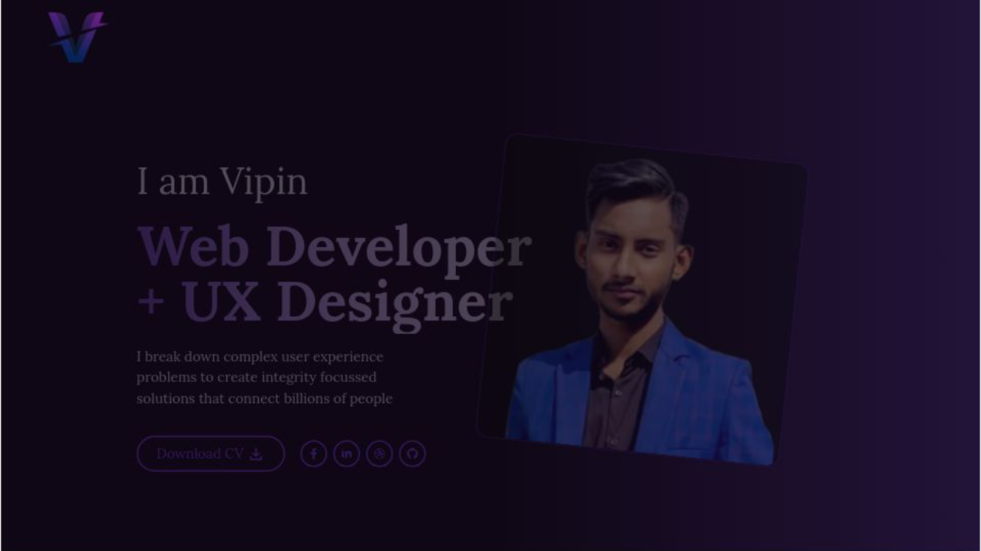 I am Vipin
Web Developer
+ UX Designer
I break down complex user experience
problems to create integrity focussed
solutions that connect billions of people
Download CV